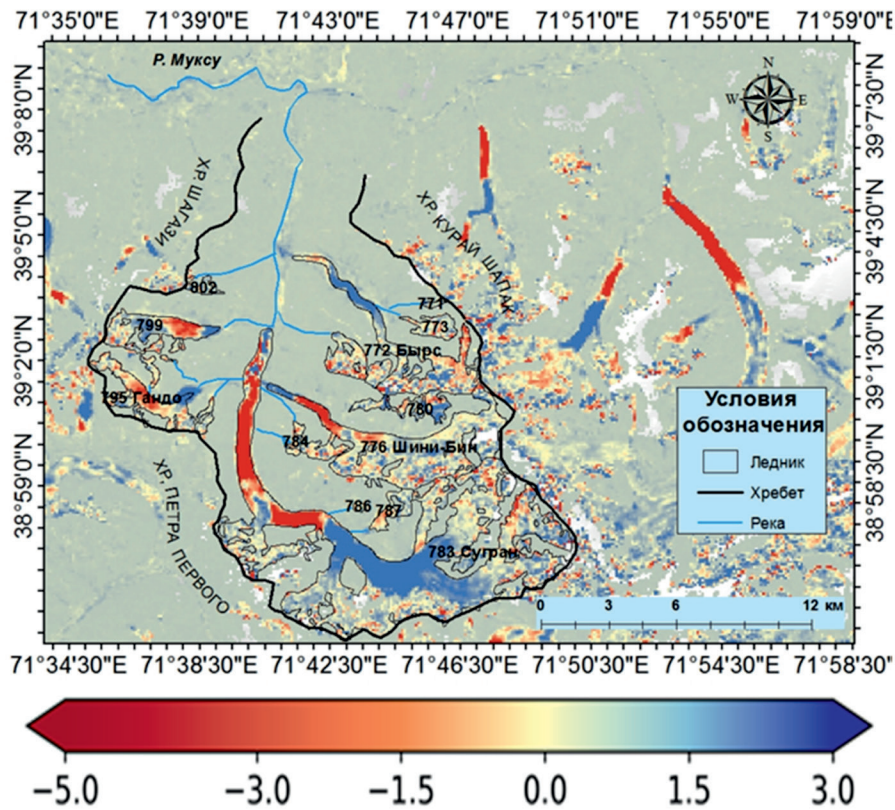 71°35'0"E 71°39'0"E 71°43'0"E 71°47'0"E 71°51'0"E 71°55'0"E 71°59'0"E
39°8'0"N
39°5'0"N
39°2'0"N
38°59'0"N
39°7'30"N
39°4'30"N
39°1'30"N
38°58'30"N
Р. Муксу
N
W E
S
ХР. ШАГАЗИ
ХР. КУРАЙ ШАПАК
802
771
799
773
772 Бырс
795 Гандо
780
784
776 Шини-Бин
786
787
783 Сугран
ХР. ПЕТРА ПЕРВОГО
Условия
обозначения
Ледник
Хребет
Река
0 3 6 12 км
71°34'30"E 71°38'30"E 71°42'30"E 71°46'30"E 71°50'30"E 71°54'30"E 71°58'30"E
−5.0 −3.0 −1.5 0.0 1.5 3.0